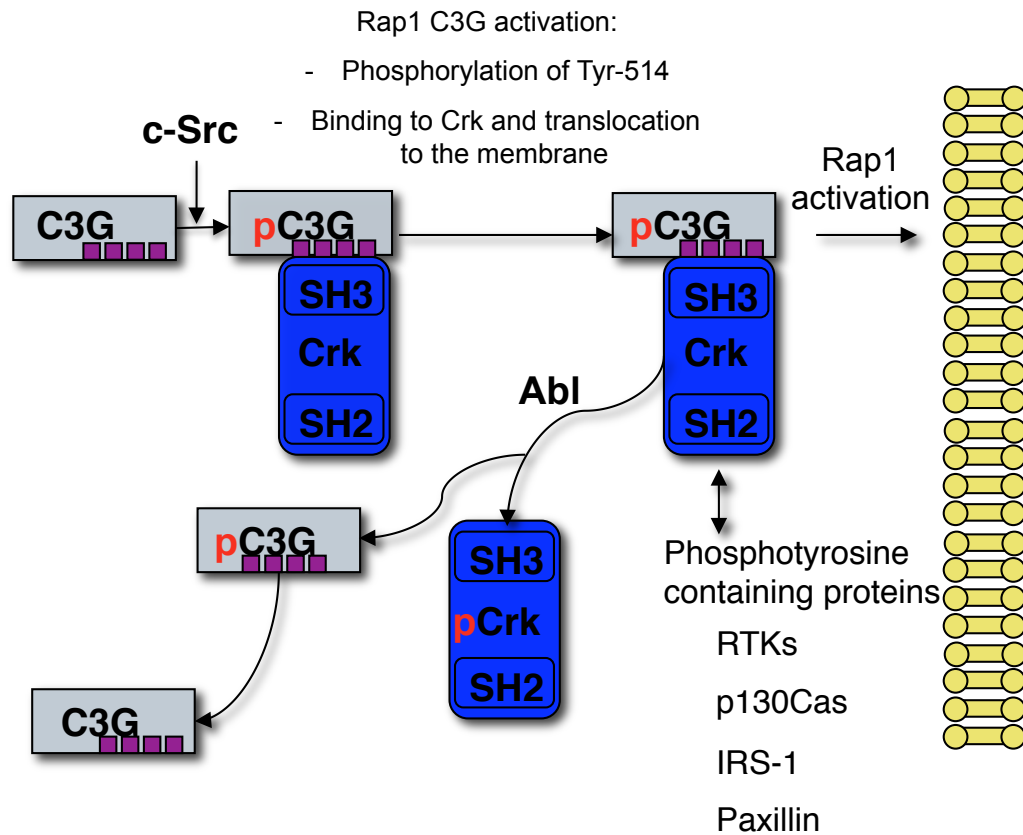 Rap1 C3G activation:
- Phosphorylation of Tyr-514
- Binding to Crk and translocation
to the membrane
c-Src
Rap1
activation
C3G
pC3G
pC3G
SH3
Crk
SH2
SH3
Crk
SH2
Abl
pC3G
SH3
pCrk
SH2
C3G
Phosphotyrosine
containing proteins
RTKs
p130Cas
IRS-1
Paxillin